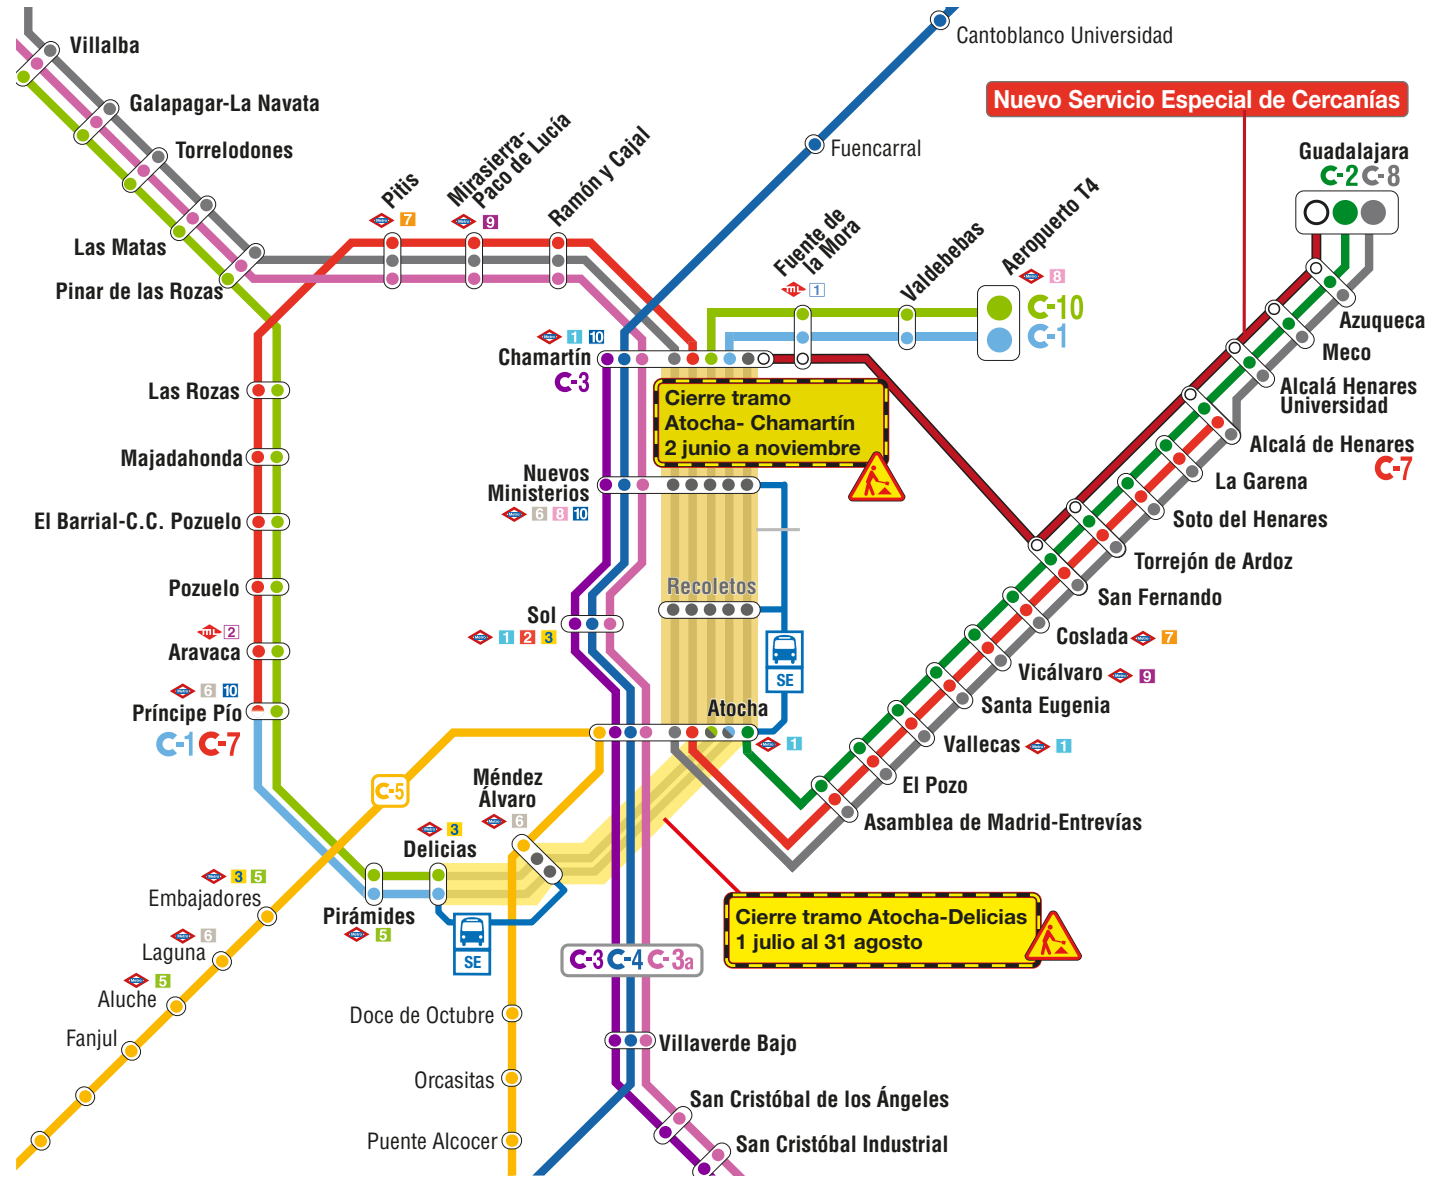 Villalba
Galapagar-La Navata
Torrelodones
Las Matas
Pinar de las Rozas
Pitis
7
Mirasierra-
Paco de Lucía
9
Ramón y Cajal
Cantoblanco Universidad
Fuencarral
Nuevo Servicio Especial de Cercanías
Guadalajara
C-2 C-8
Fuente de
la Mora
mL 1
Valdebebas
Aeropuerto T4
8
C-10
C-1
1 10
Chamartín
C-3
Cierre tramo
Atocha- Chamartín
2 junio a noviembre
Azuqueca
Meco
Alcalá Henares
Universidad
Alcalá de Henares
C-7
La Garena
Soto del Henares
Torrejón de Ardoz
San Fernando
Coslada
7
Vicálvaro
9
Santa Eugenia
Vallecas
1
El Pozo
Asamblea de Madrid-Entrevías
Las Rozas
Majadahonda
El Barrial-C.C. Pozuelo
Pozuelo
mL 2
Aravaca
6 10
Príncipe Pío
C-1 C-7
Nuevos
Ministerios
6 8 10
Recoletos
Sol
1 2 3
SE
Atocha
1
C-5
Méndez
Álvaro
6
3
Delicias
Pirámides
5
SE
3 5
Embajadores
6
Laguna
5
Aluche
Fanjul
Cierre tramo Atocha-Delicias
1 julio al 31 agosto
C-3 C-4 C-3a
Doce de Octubre
Villaverde Bajo
Orcasitas
San Cristóbal de los Ángeles
Puente Alcocer
San Cristóbal Industrial